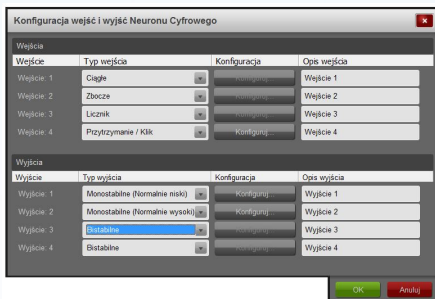 Konfiguracja wejść i wyjść Neuronu Cyfrowego
Wejścia
Wejście Typ wejścia Konfiguracja Opis wejścia
Wejście: 1 Ciągłe Konfiguruj... Wejście 1
Wejście: 2 Zbocze Konfiguruj... Wejście 2
Wejście: 3 Licznik Konfiguruj... Wejście 3
Wejście: 4 Przytrzymanie / Klik Konfiguruj... Wejście 4
Wyjścia
Wyjście Typ wyjścia Konfiguracja Opis wyjścia
Wyjście: 1 Monostabilne (Normalnie niski) Konfiguruj... Wyjście 1
Wyjście: 2 Monostabilne (Normalnie wysoki) Konfiguruj... Wyjście 2
Wyjście: 3 Bistabilne Konfiguruj... Wyjście 3
Wyjście: 4 Bistabilne Konfiguruj... Wyjście 4
OK Anuluj